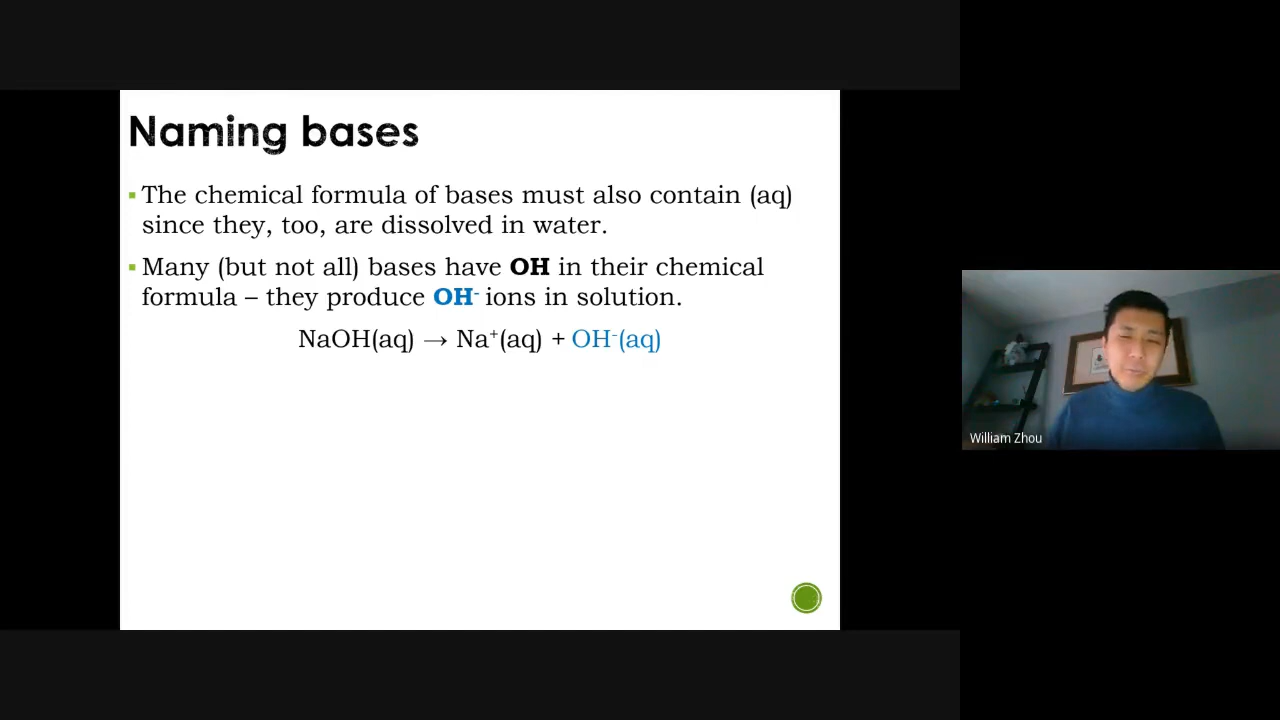 Naming bases
▪ The chemical formula of bases must also contain (aq)
since they, too, are dissolved in water.
▪ Many (but not all) bases have OH in their chemical
formula – they produce OH⁻ ions in solution.
NaOH(aq) → Na⁺(aq) + OH⁻(aq)
William Zhou